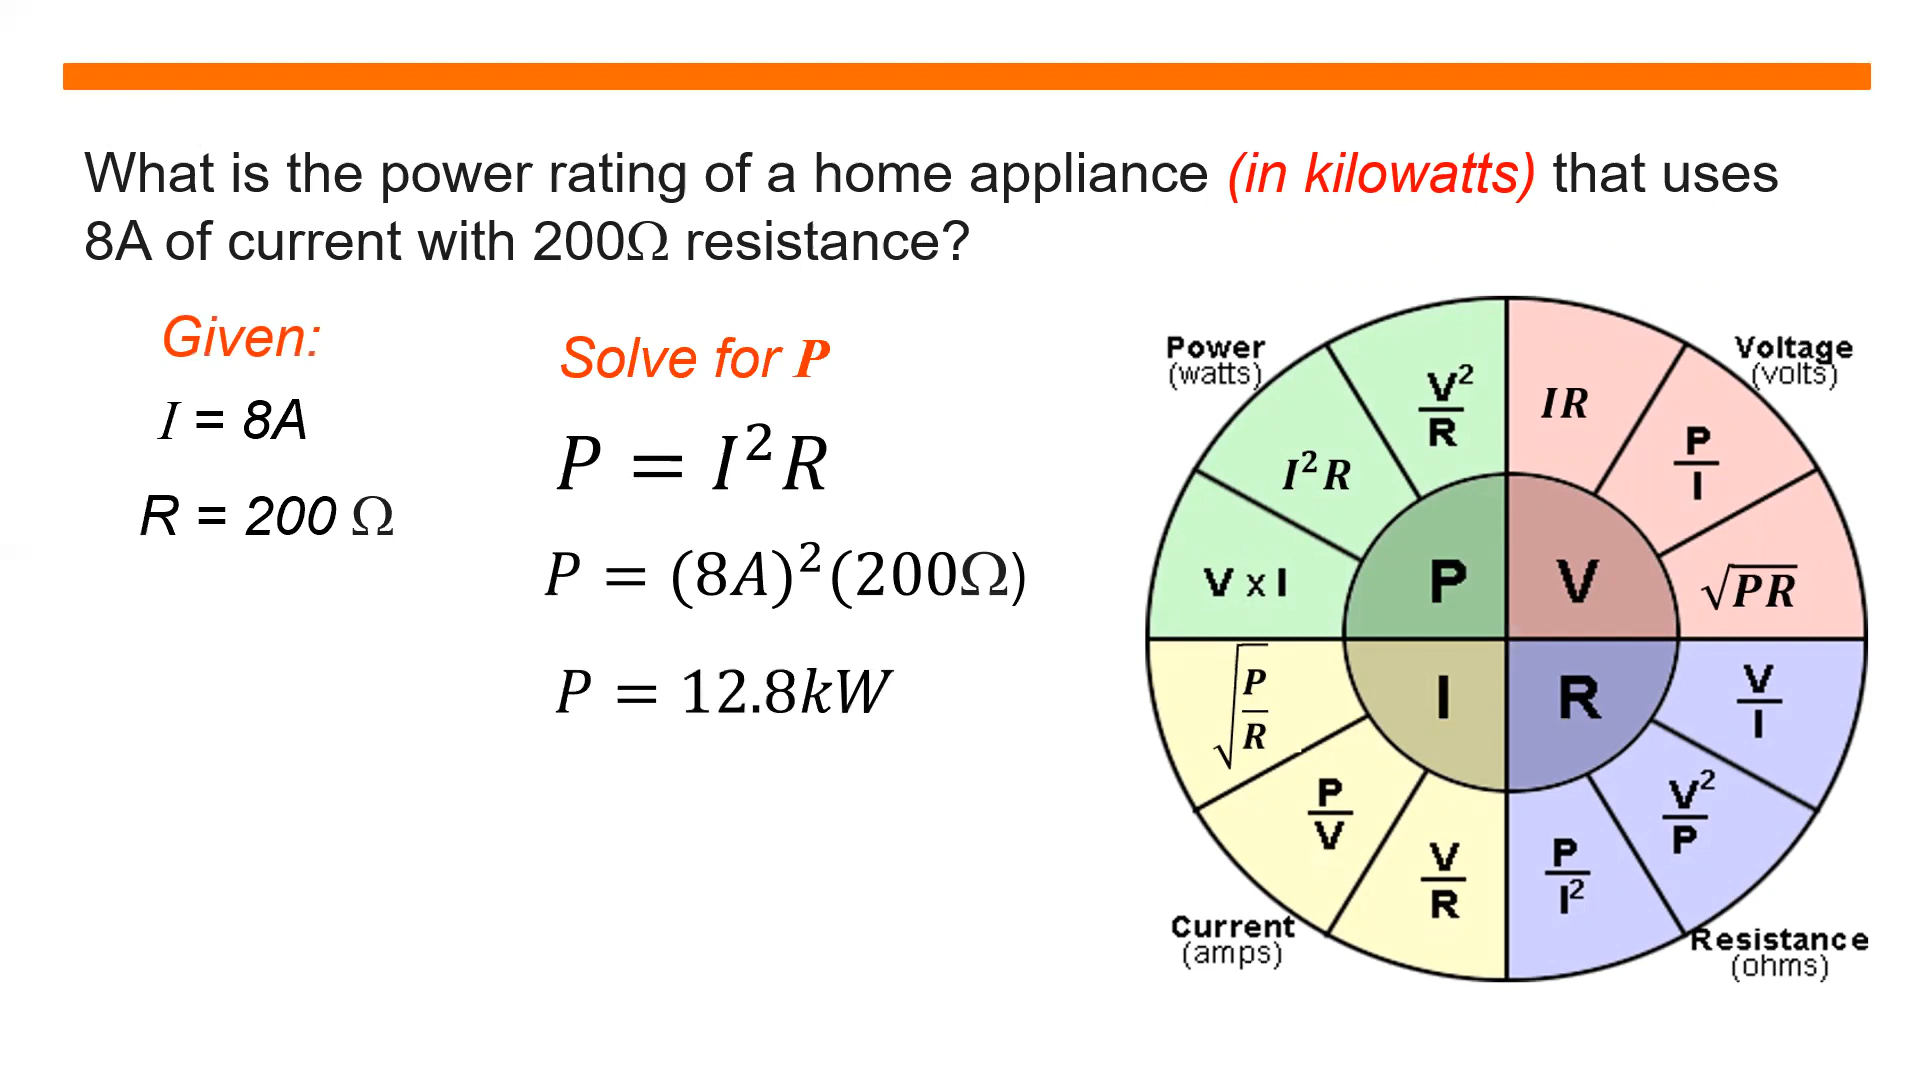 What is the power rating of a home appliance (in kilowatts) that uses
8A of current with 200Ω resistance?
Given:
I = 8A
R = 200 Ω
Solve for P
P = I²R
P = (8A)²(200Ω)
P = 12.8kW
Power
(watts)
Voltage
(volts)
V²/R
IR
I²R
P/I
V x I
√PR
P
V
I
R
√P/R
V/I
P/V
V²/P
V/R
P/I²
Current
(amps)
Resistance
(ohms)